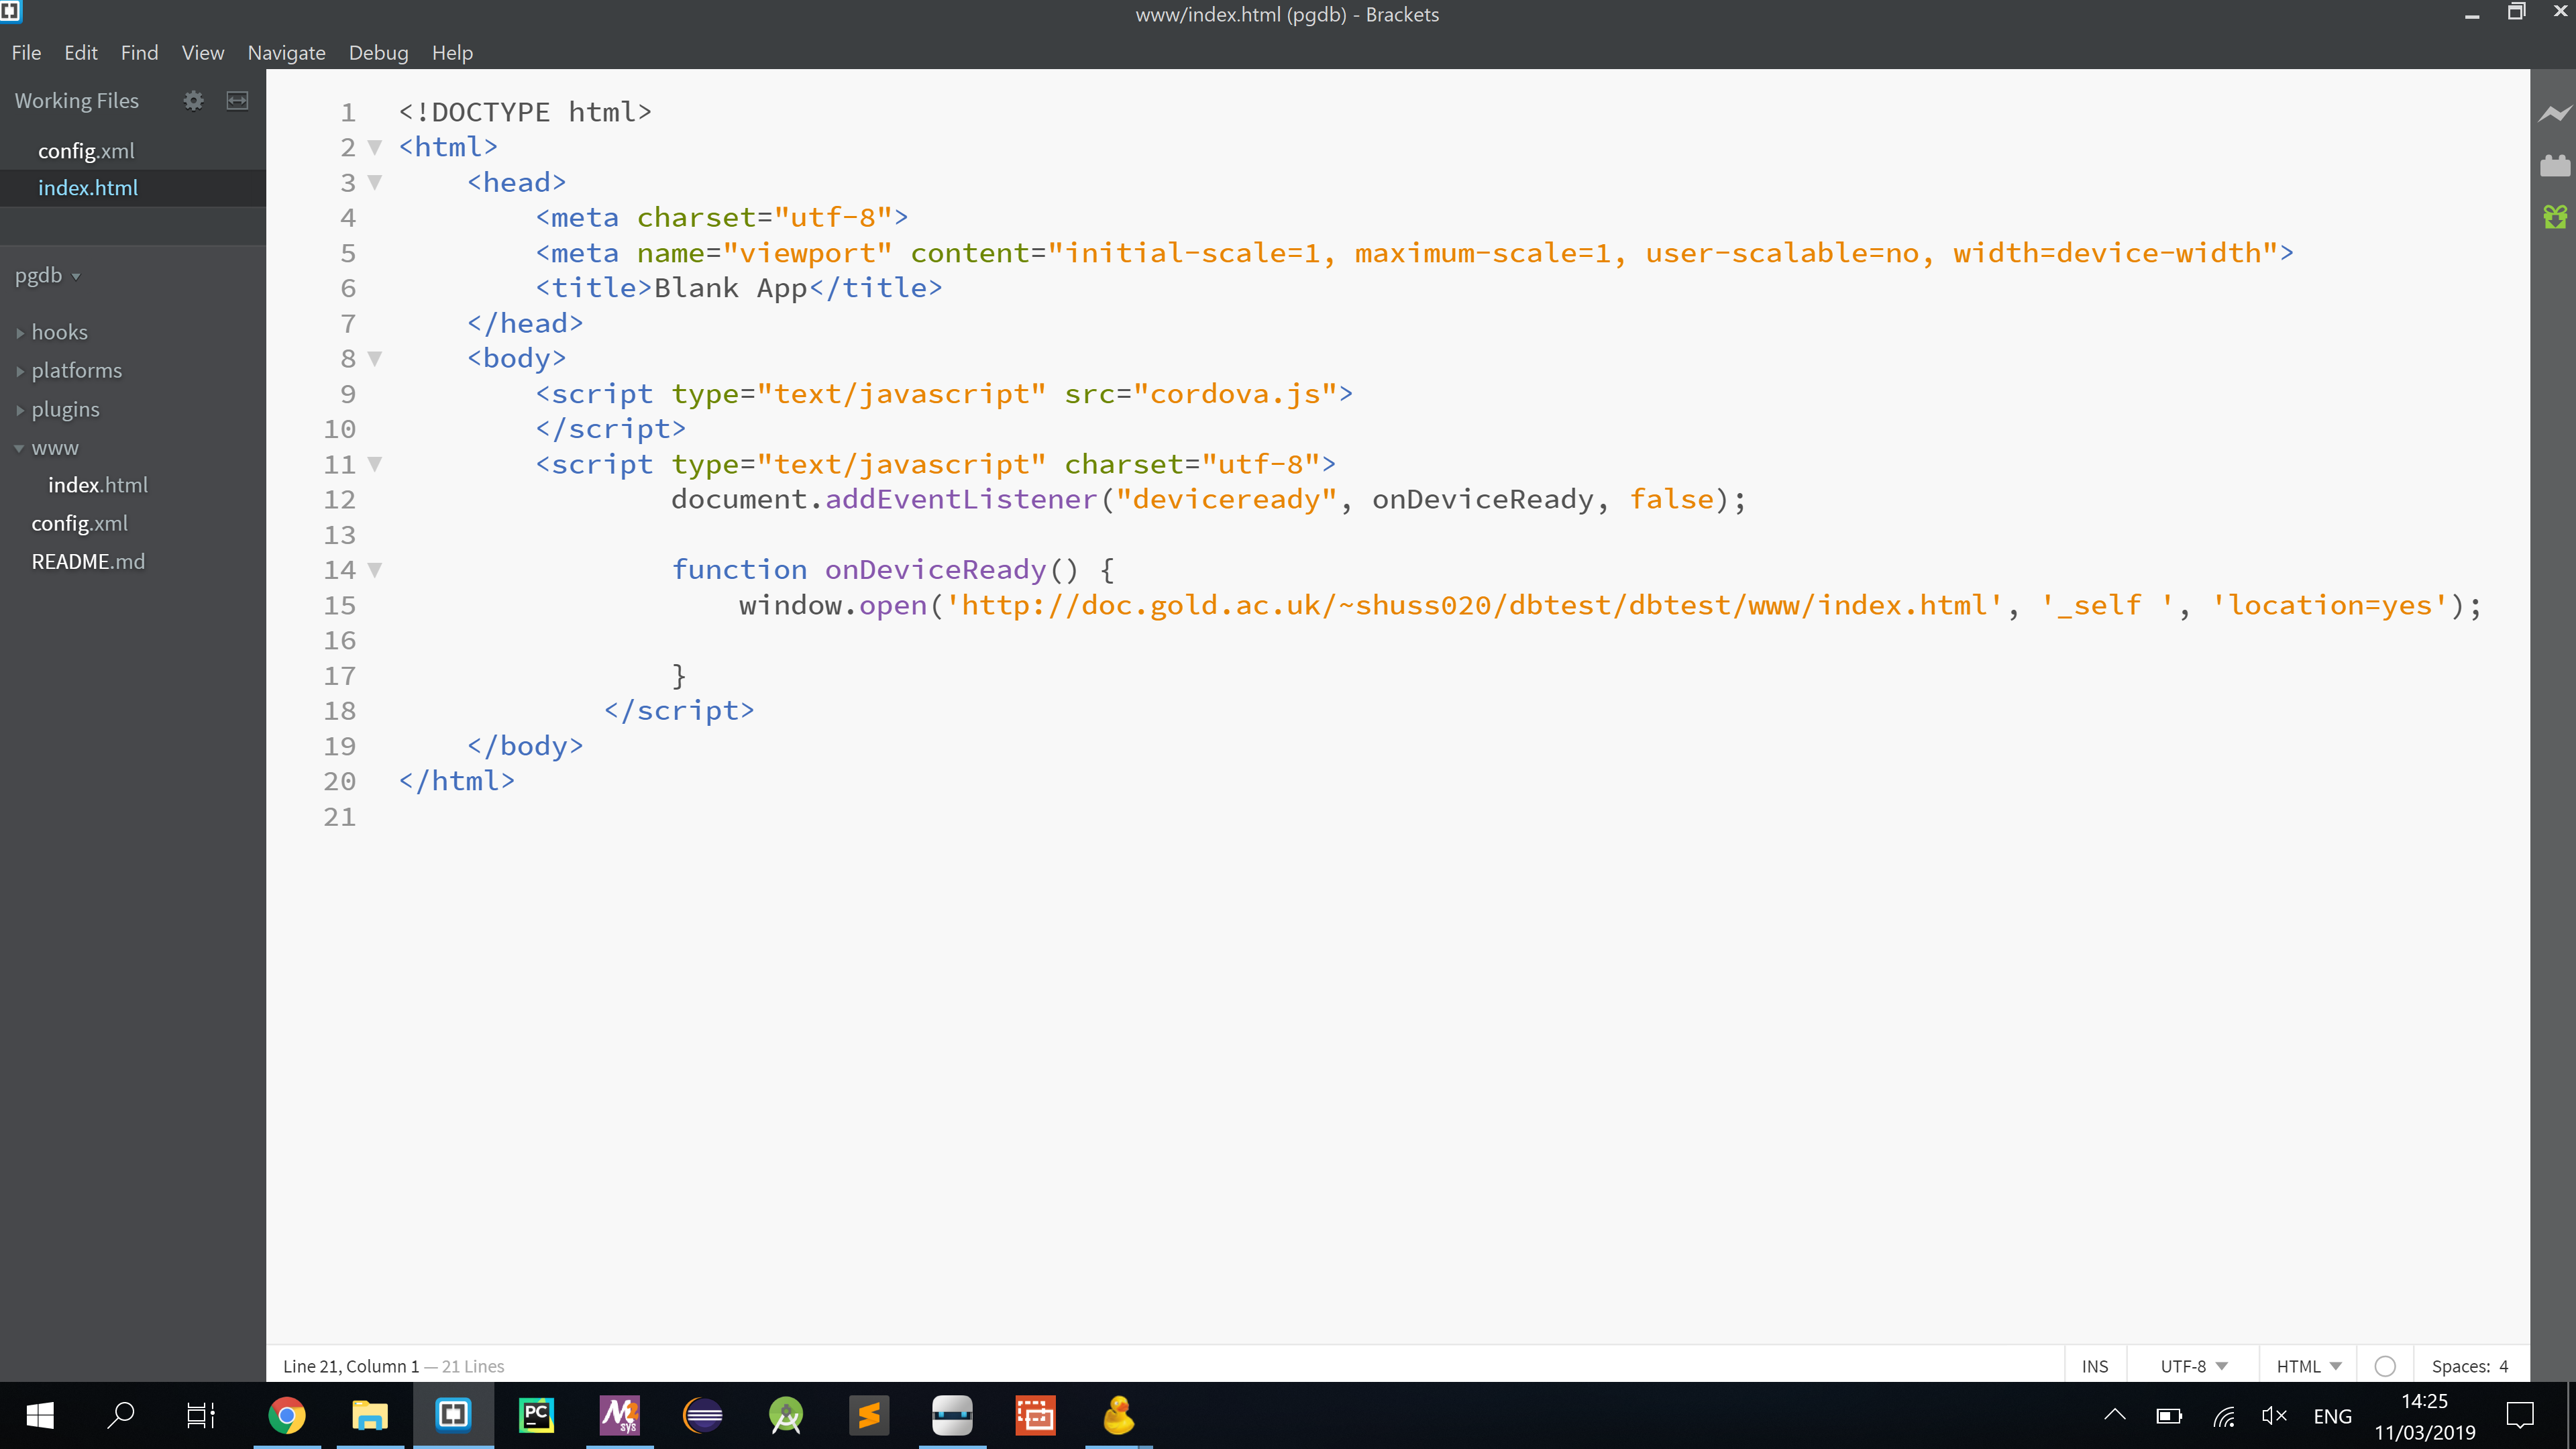 www/index.html (pgdb) - Brackets
File Edit Find View Navigate Debug Help
Working Files
config.xml
index.html
pgdb
hooks
platforms
plugins
www
index.html
config.xml
README.md
1 <!DOCTYPE html>
2 <html>
3 <head>
4 <meta charset="utf-8">
5 <meta name="viewport" content="initial-scale=1, maximum-scale=1, user-scalable=no, width=device-width">
6 <title>Blank App</title>
7 </head>
8 <body>
9 <script type="text/javascript" src="cordova.js">
10 </script>
11 <script type="text/javascript" charset="utf-8">
12 document.addEventListener("deviceready", onDeviceReady, false);
13
14 function onDeviceReady() {
15 window.open('http://doc.gold.ac.uk/~shuss020/dbtest/dbtest/www/index.html', '_self ', 'location=yes');
16
17 }
18 </script>
19 </body>
20 </html>
21
Line 21, Column 1 — 21 Lines
INS UTF-8 HTML Spaces: 4
PC
M2 sys
ENG
14:25
11/03/2019